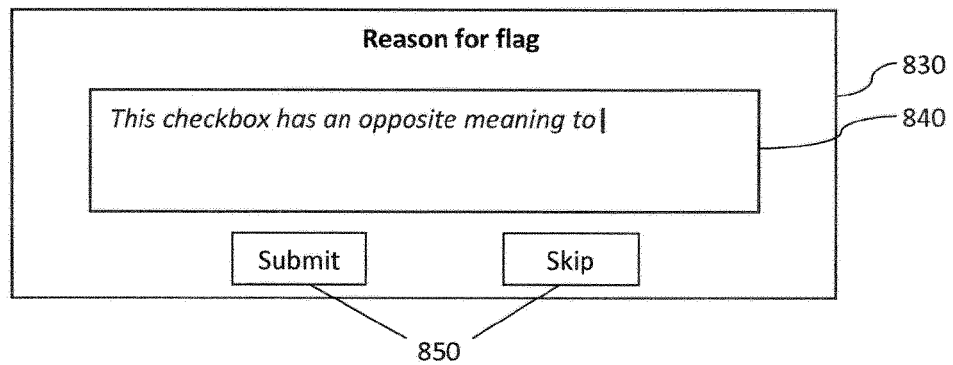 Reason for flag
830
This checkbox has an opposite meaning to
840
Submit Skip
850